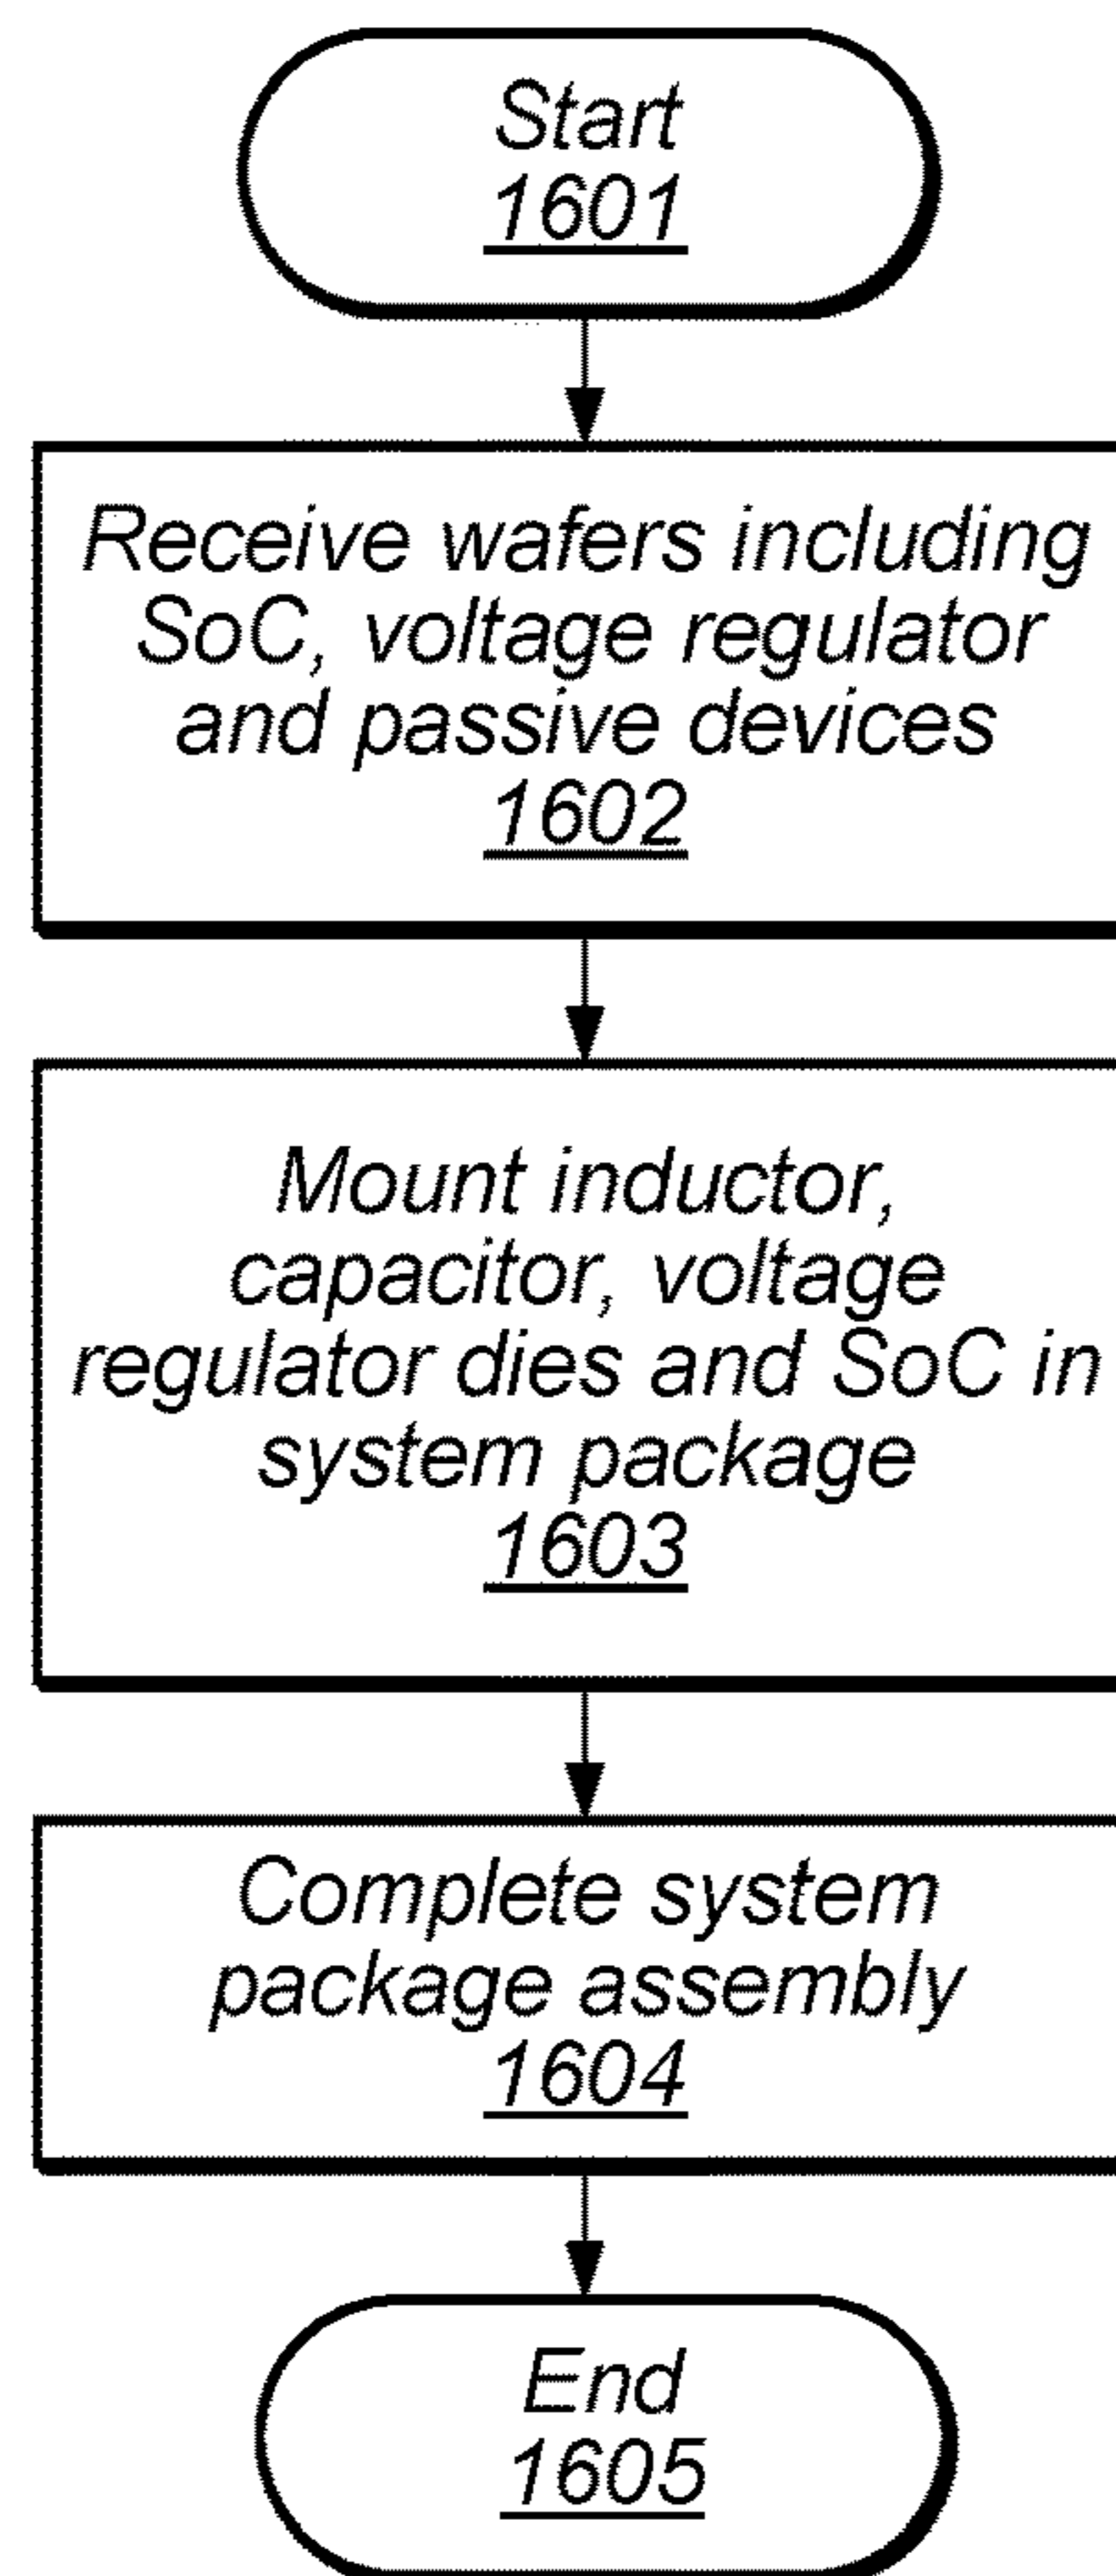 Start
1601
Receive wafers including
SoC, voltage regulator
and passive devices
1602
Mount inductor,
capacitor, voltage
regulator dies and SoC in
system package
1603
Complete system
package assembly
1604
End
1605